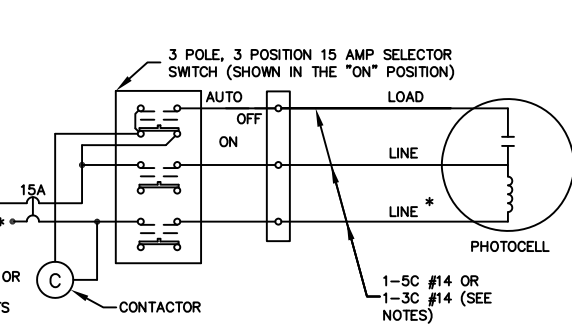 3 POLE, 3 POSITION 15 AMP SELECTOR
SWITCH (SHOWN IN THE "ON" POSITION)
AUTO
OFF
ON
LOAD
LINE
LINE *
15A
*
PHOTOCELL
OR
C
CONTACTOR
TS
1-5C #14 OR
1-3C #14 (SEE
NOTES)